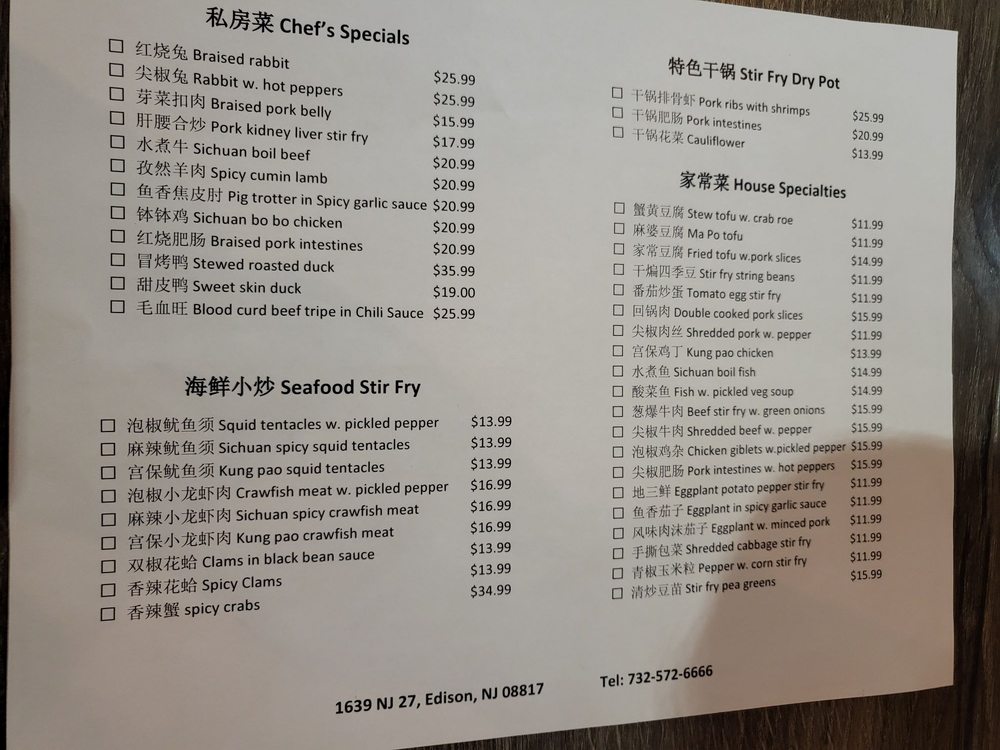 私房菜 Chef's Specials
☐ 红烧兔 Braised rabbit $25.99
☐ 尖椒兔 Rabbit w. hot peppers $25.99
☐ 芽菜扣肉 Braised pork belly $15.99
☐ 肝腰合炒 Pork kidney liver stir fry $17.99
☐ 水煮牛 Sichuan boil beef $20.99
☐ 孜然羊肉 Spicy cumin lamb $20.99
☐ 鱼香焦皮肘 Pig trotter in Spicy garlic sauce $20.99
☐ 钵钵鸡 Sichuan bo bo chicken $20.99
☐ 红烧肥肠 Braised pork intestines $20.99
☐ 冒烤鸭 Stewed roasted duck $35.99
☐ 甜皮鸭 Sweet skin duck $19.00
☐ 毛血旺 Blood curd beef tripe in Chili Sauce $25.99
海鲜小炒 Seafood Stir Fry
☐ 泡椒鱿鱼须 Squid tentacles w. pickled pepper $13.99
☐ 麻辣鱿鱼须 Sichuan spicy squid tentacles $13.99
☐ 宫保鱿鱼须 Kung pao squid tentacles $13.99
☐ 泡椒小龙虾肉 Crawfish meat w. pickled pepper $16.99
☐ 麻辣小龙虾肉 Sichuan spicy crawfish meat $16.99
☐ 宫保小龙虾肉 Kung pao crawfish meat $16.99
☐ 双椒花蛤 Clams in black bean sauce $13.99
☐ 香辣花蛤 Spicy Clams $13.99
☐ 香辣蟹 spicy crabs $34.99
特色干锅 Stir Fry Dry Pot
☐ 干锅排骨虾 Pork ribs with shrimps $25.99
☐ 干锅肥肠 Pork intestines $20.99
☐ 干锅花菜 Cauliflower $13.99
家常菜 House Specialties
☐ 蟹黄豆腐 Stew tofu w. crab roe $11.99
☐ 麻婆豆腐 Ma Po tofu $11.99
☐ 家常豆腐 Fried tofu w.pork slices $14.99
☐ 干煸四季豆 Stir fry string beans $11.99
☐ 番茄炒蛋 Tomato egg stir fry $11.99
☐ 回锅肉 Double cooked pork slices $15.99
☐ 尖椒肉丝 Shredded pork w. pepper $11.99
☐ 宫保鸡丁 Kung pao chicken $13.99
☐ 水煮鱼 Sichuan boil fish $14.99
☐ 酸菜鱼 Fish w. pickled veg soup $14.99
☐ 葱爆牛肉 Beef stir fry w. green onions $15.99
☐ 尖椒牛肉 Shredded beef w. pepper $15.99
☐ 泡椒鸡杂 Chicken giblets w.pickled pepper $15.99
☐ 尖椒肥肠 Pork intestines w. hot peppers $15.99
☐ 地三鲜 Eggplant potato pepper stir fry $11.99
☐ 鱼香茄子 Eggplant in spicy garlic sauce $11.99
☐ 风味肉沫茄子 Eggplant w. minced pork $11.99
☐ 手撕包菜 Shredded cabbage stir fry $11.99
☐ 青椒玉米粒 Pepper w. corn stir fry $11.99
☐ 清炒豆苗 Stir fry pea greens $15.99
1639 NJ 27, Edison, NJ 08817 Tel: 732-572-6666